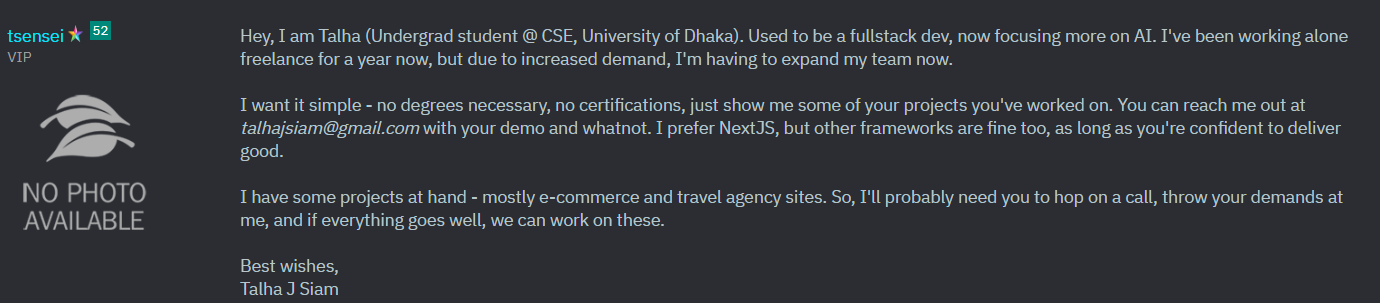 tsensei 52
VIP
NO PHOTO
AVAILABLE
Hey, I am Talha (Undergrad student @ CSE, University of Dhaka). Used to be a fullstack dev, now focusing more on AI. I've been working alone
freelance for a year now, but due to increased demand, I'm having to expand my team now.
I want it simple - no degrees necessary, no certifications, just show me some of your projects you've worked on. You can reach me out at
talhajsiam@gmail.com with your demo and whatnot. I prefer NextJS, but other frameworks are fine too, as long as you're confident to deliver
good.
I have some projects at hand - mostly e-commerce and travel agency sites. So, I'll probably need you to hop on a call, throw your demands at
me, and if everything goes well, we can work on these.
Best wishes,
Talha J Siam